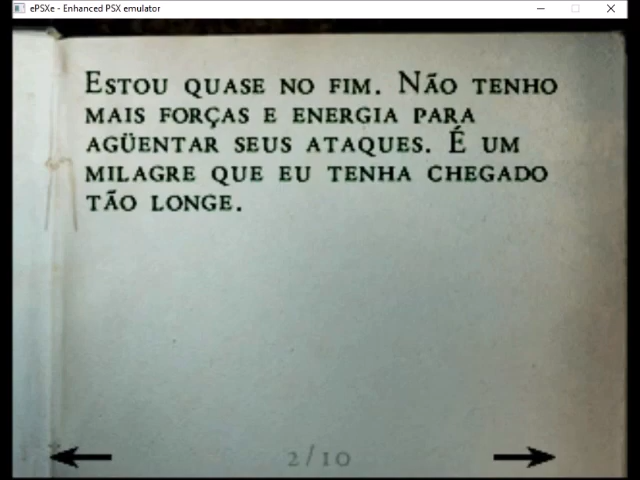 ePSXe - Enhanced PSX emulator
Estou quase no fim. Não tenho
mais forças e energia para
agüentar seus ataques. É um
milagre que eu tenha chegado
tão longe.
2/10